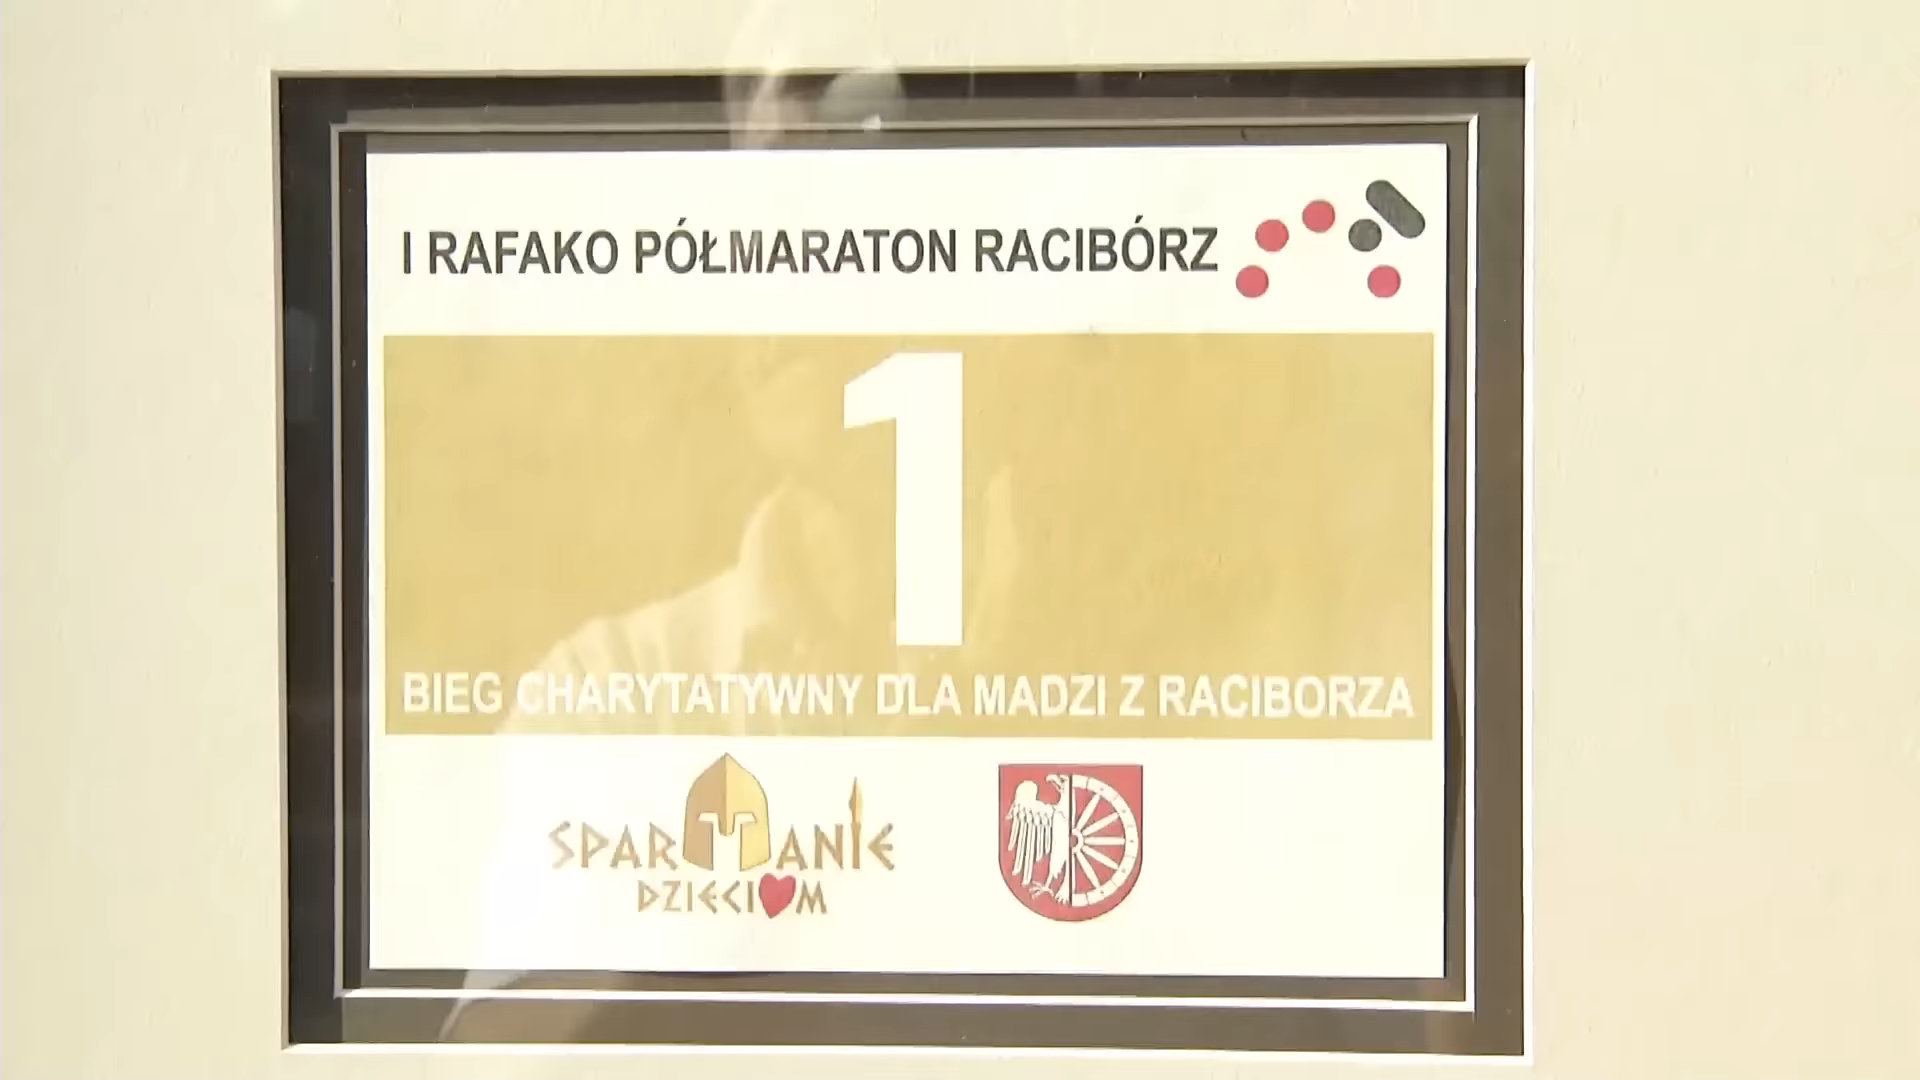 I RAFAKO PÓŁMARATON RACIBÓRZ
1
BIEG CHARYTATYWNY DLA MADZI Z RACIBORZA
SPARTANIE
DZIECIOM